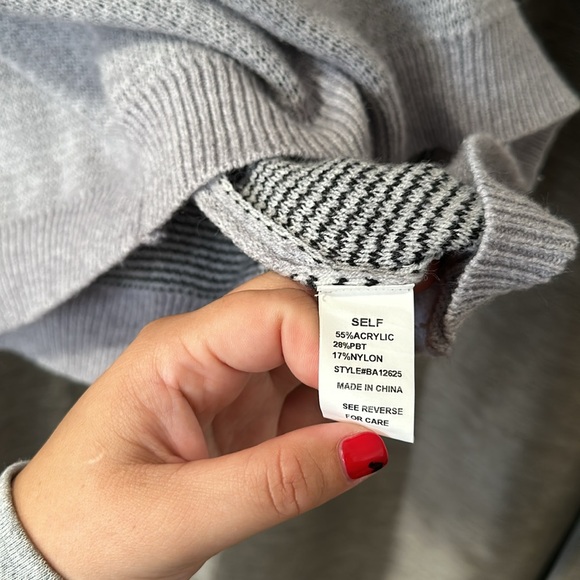 SELF
55%ACRYLIC
28%PBT
17%NYLON
STYLE#BA12625
MADE IN CHINA
SEE REVERSE
FOR CARE